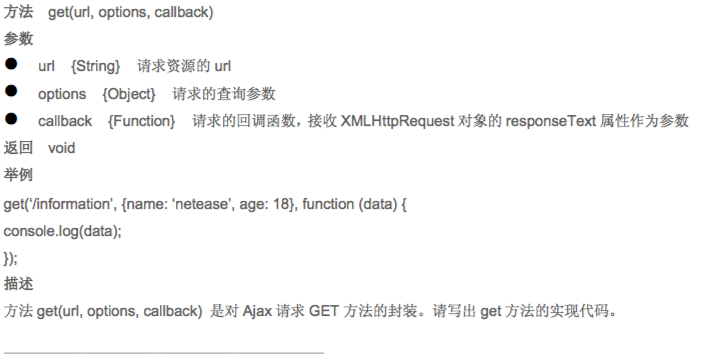 方法 get(url, options, callback)
参数
● url {String} 请求资源的 url
● options {Object} 请求的查询参数
● callback {Function} 请求的回调函数，接收 XMLHttpRequest 对象的 responseText 属性作为参数
返回 void
举例
get(‘/information’, {name: ‘netease’, age: 18}, function (data) {
console.log(data);
});
描述
方法 get(url, options, callback) 是对 Ajax 请求 GET 方法的封装。请写出 get 方法的实现代码。